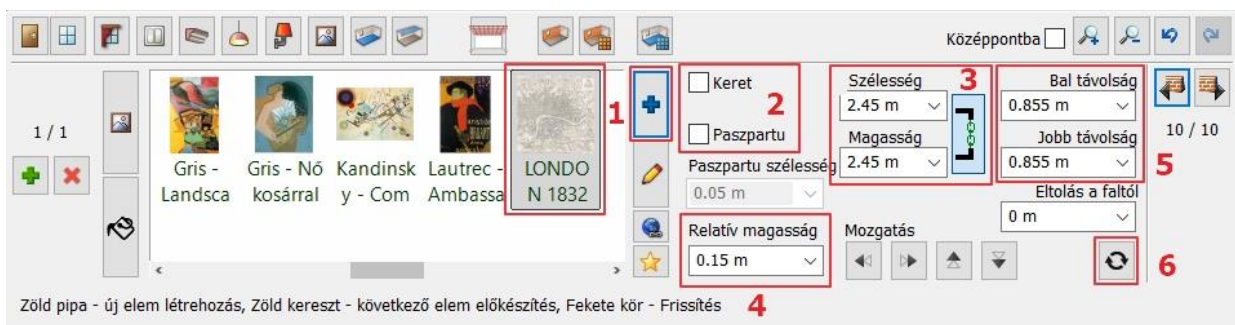 Középpontba
1 / 1
Gris -
Landsca
Gris - Nő
kosárral
Kandinsk
y - Com
Lautrec -
Ambassa
LONDO
N 1832
1
Keret
Paszpartu
2
Paszpartu szélesség
0.05 m
Relatív magasság
0.15 m
Szélesség
2.45 m
Magasság
2.45 m
3
Mozgatás
Bal távolság
0.855 m
Jobb távolság
0.855 m
5
Eltolás a faltól
0 m
6
10 / 10
Zöld pipa - új elem létrehozás, Zöld kereszt - következő elem előkészítés, Fekete kör - Frissítés
4